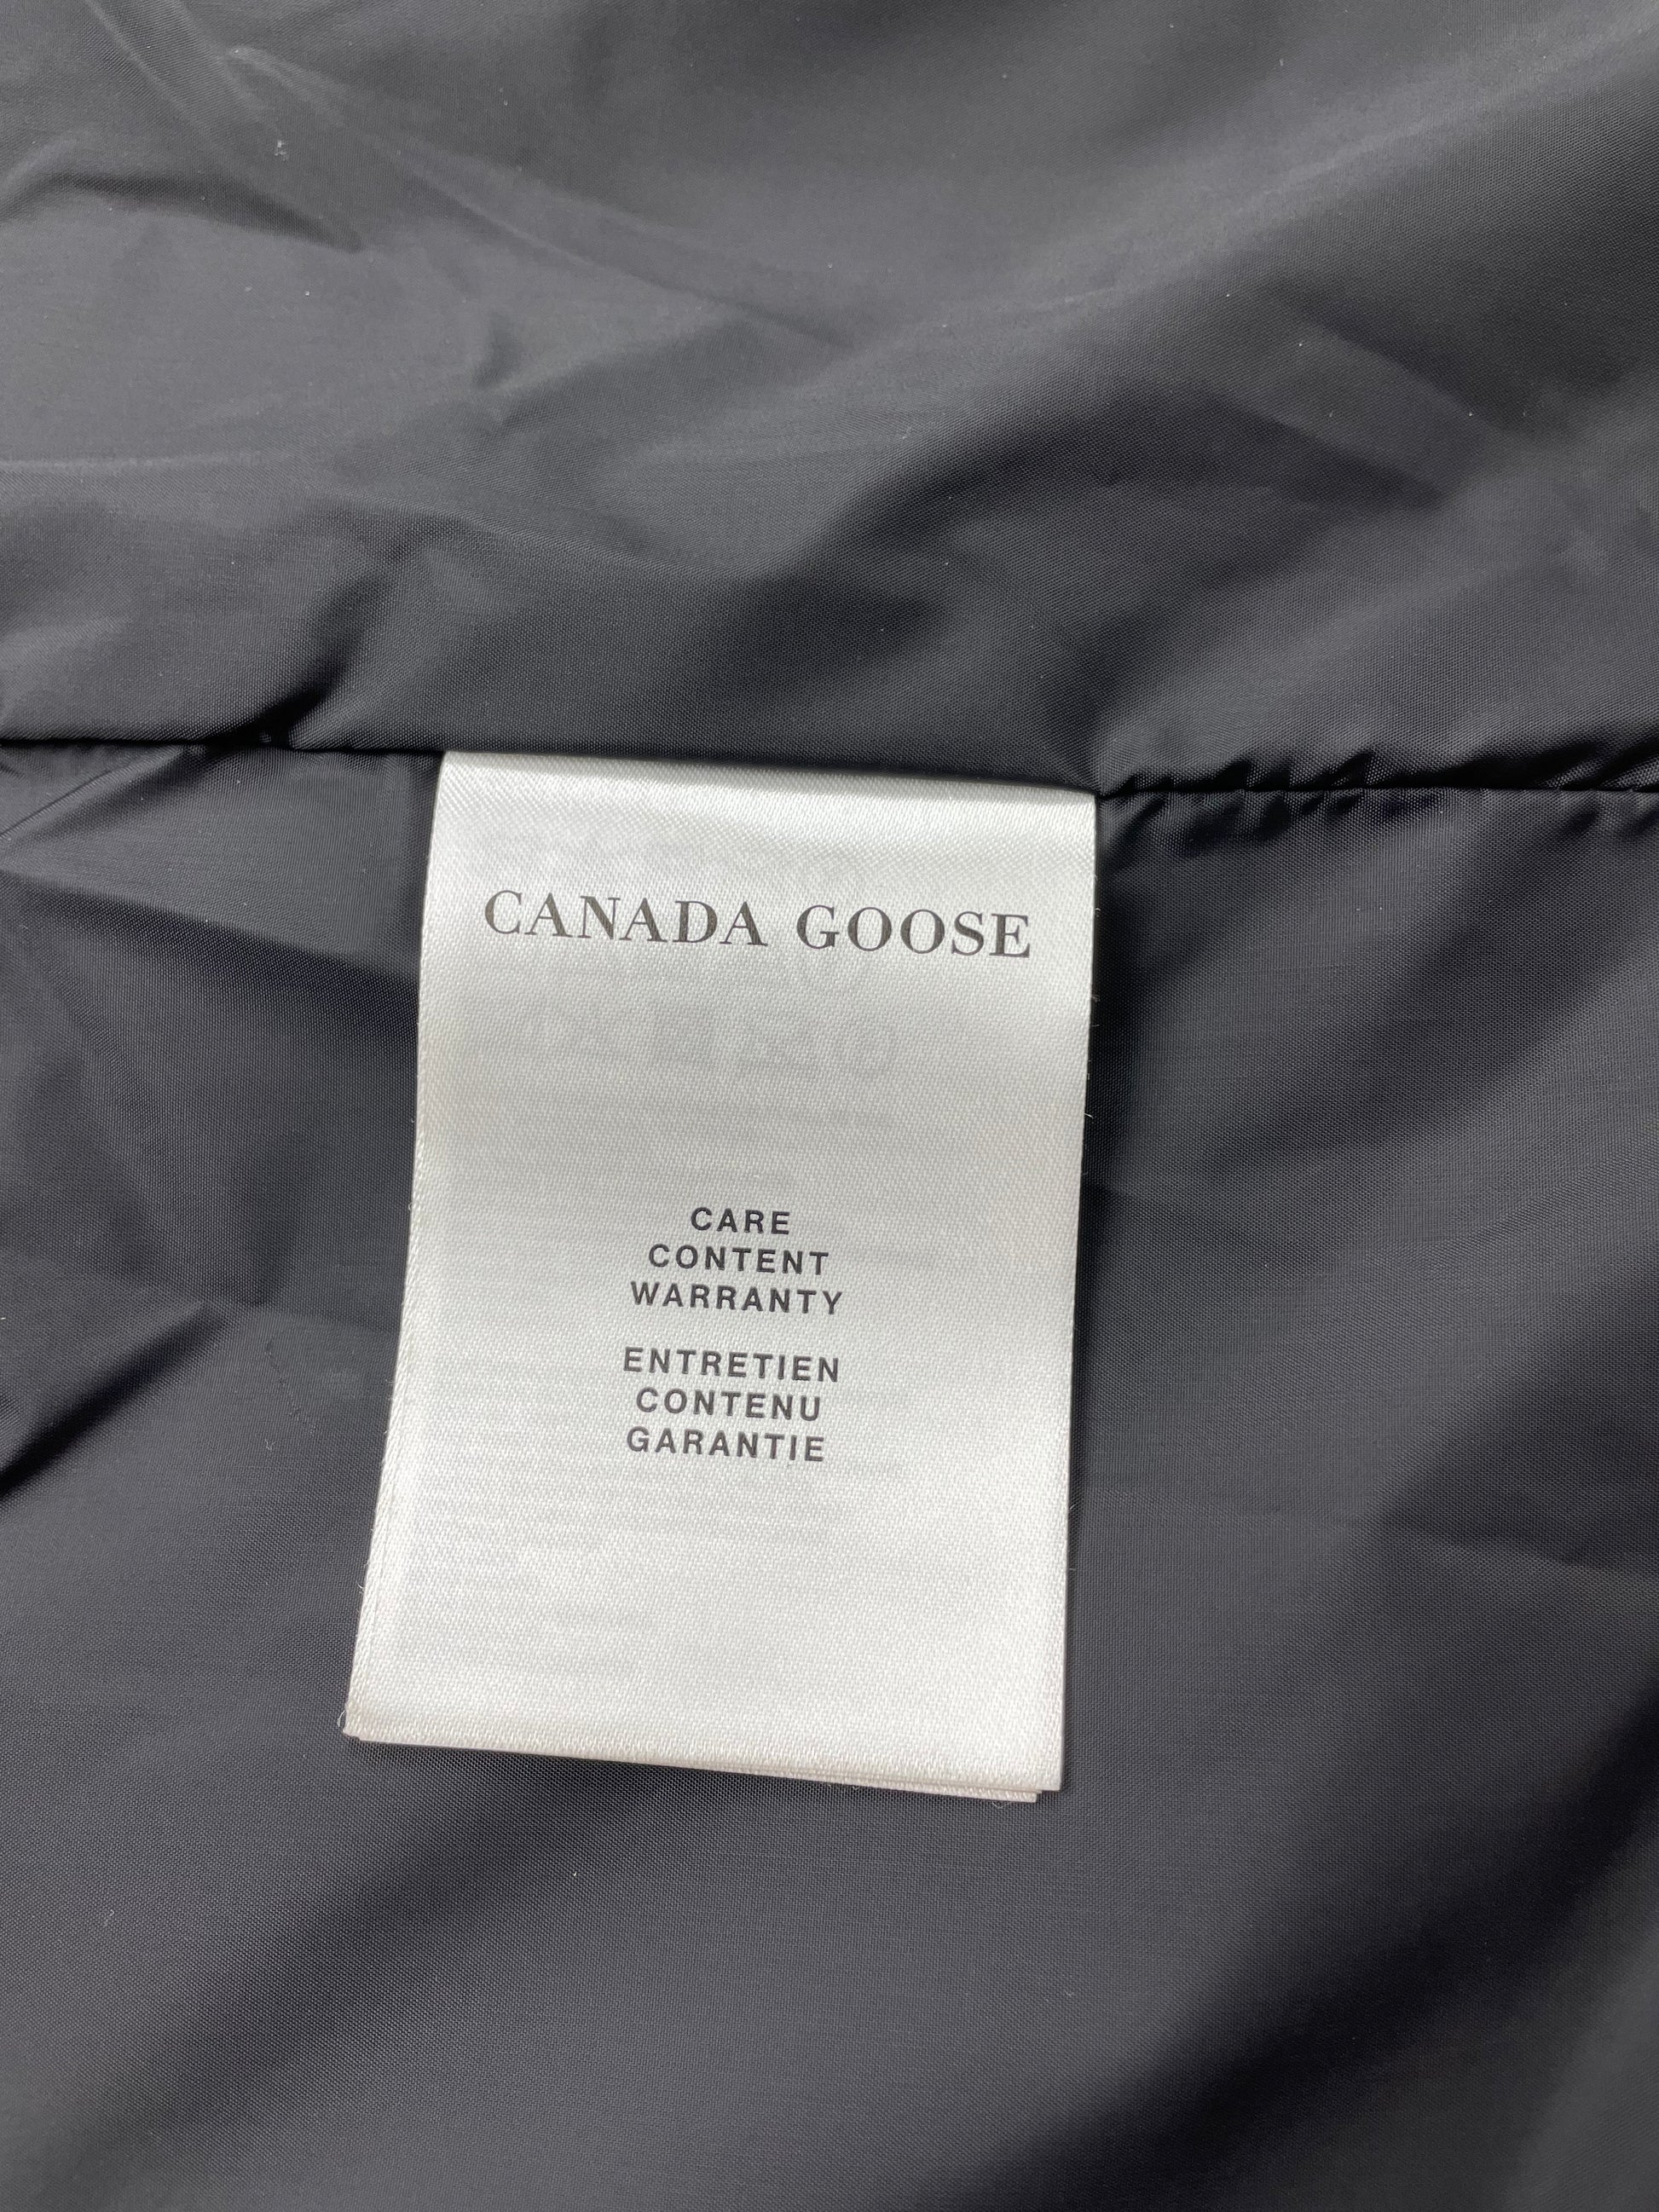 CANADA GOOSE
CARE
CONTENT
WARRANTY
ENTRETIEN
CONTENU
GARANTIE